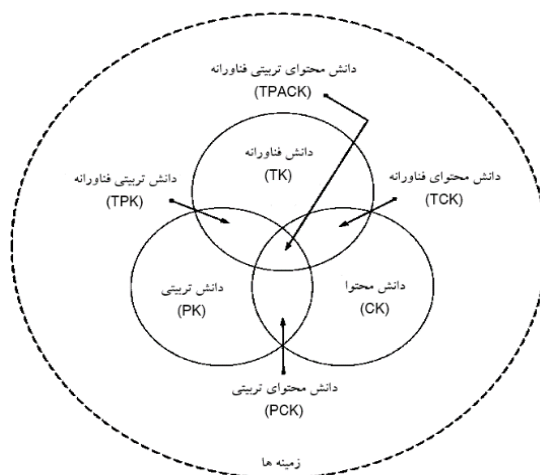 دانش محتوای تربیتی فناورانه
(TPACK)
دانش فناورانه
(TK)
دانش تربیتی فناورانه
(TPK)
دانش محتوای فناورانه
(TCK)
دانش تربیتی
(PK)
دانش محتوا
(CK)
دانش محتوای تربیتی
(PCK)
زمینه ها